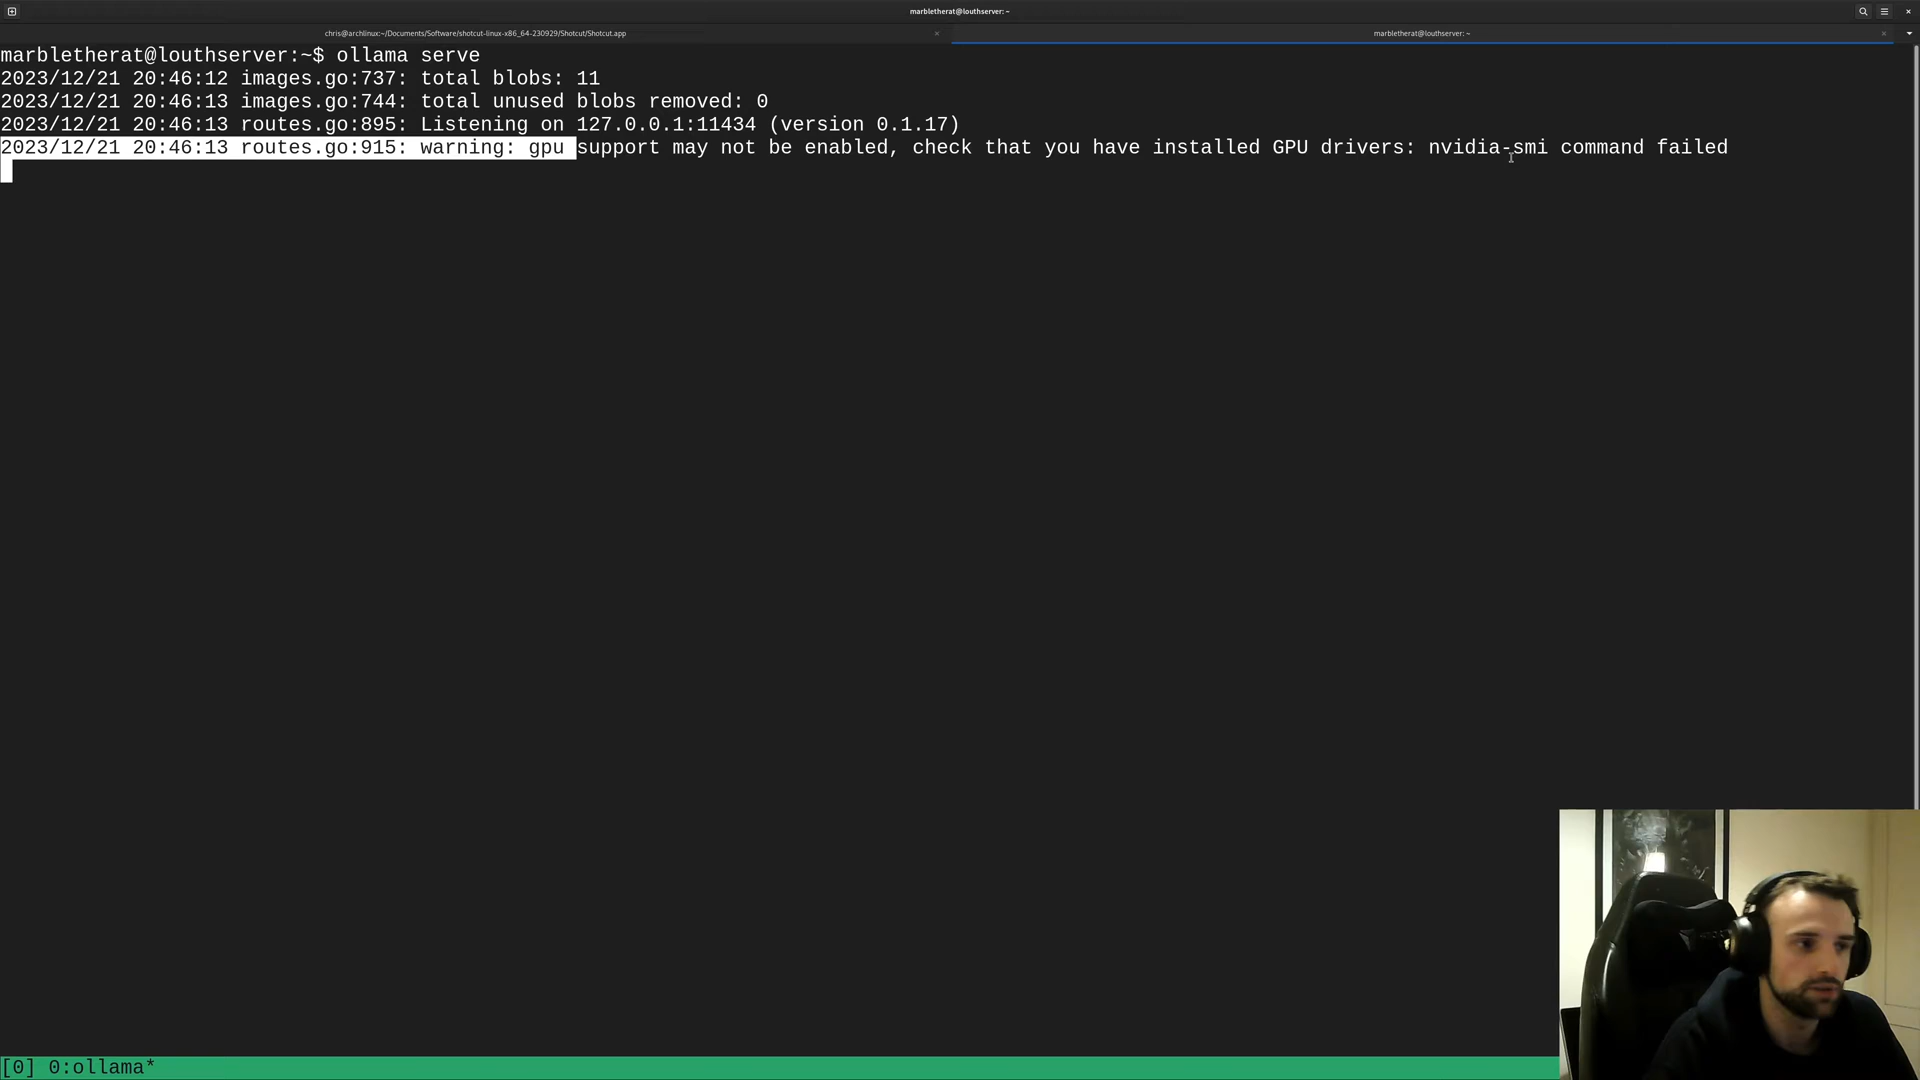 marbletherat@louthserver: ~
chris@archlinux:~/Documents/Software/shotcut-linux-x86_64-230929/Shotcut/Shotcut.app
marbletherat@louthserver: ~
marbletherat@louthserver:~$ ollama serve
2023/12/21 20:46:12 images.go:737: total blobs: 11
2023/12/21 20:46:13 images.go:744: total unused blobs removed: 0
2023/12/21 20:46:13 routes.go:895: Listening on 127.0.0.1:11434 (version 0.1.17)
2023/12/21 20:46:13 routes.go:915: warning: gpu support may not be enabled, check that you have installed GPU drivers: nvidia-smi command failed
[0] 0:ollama*